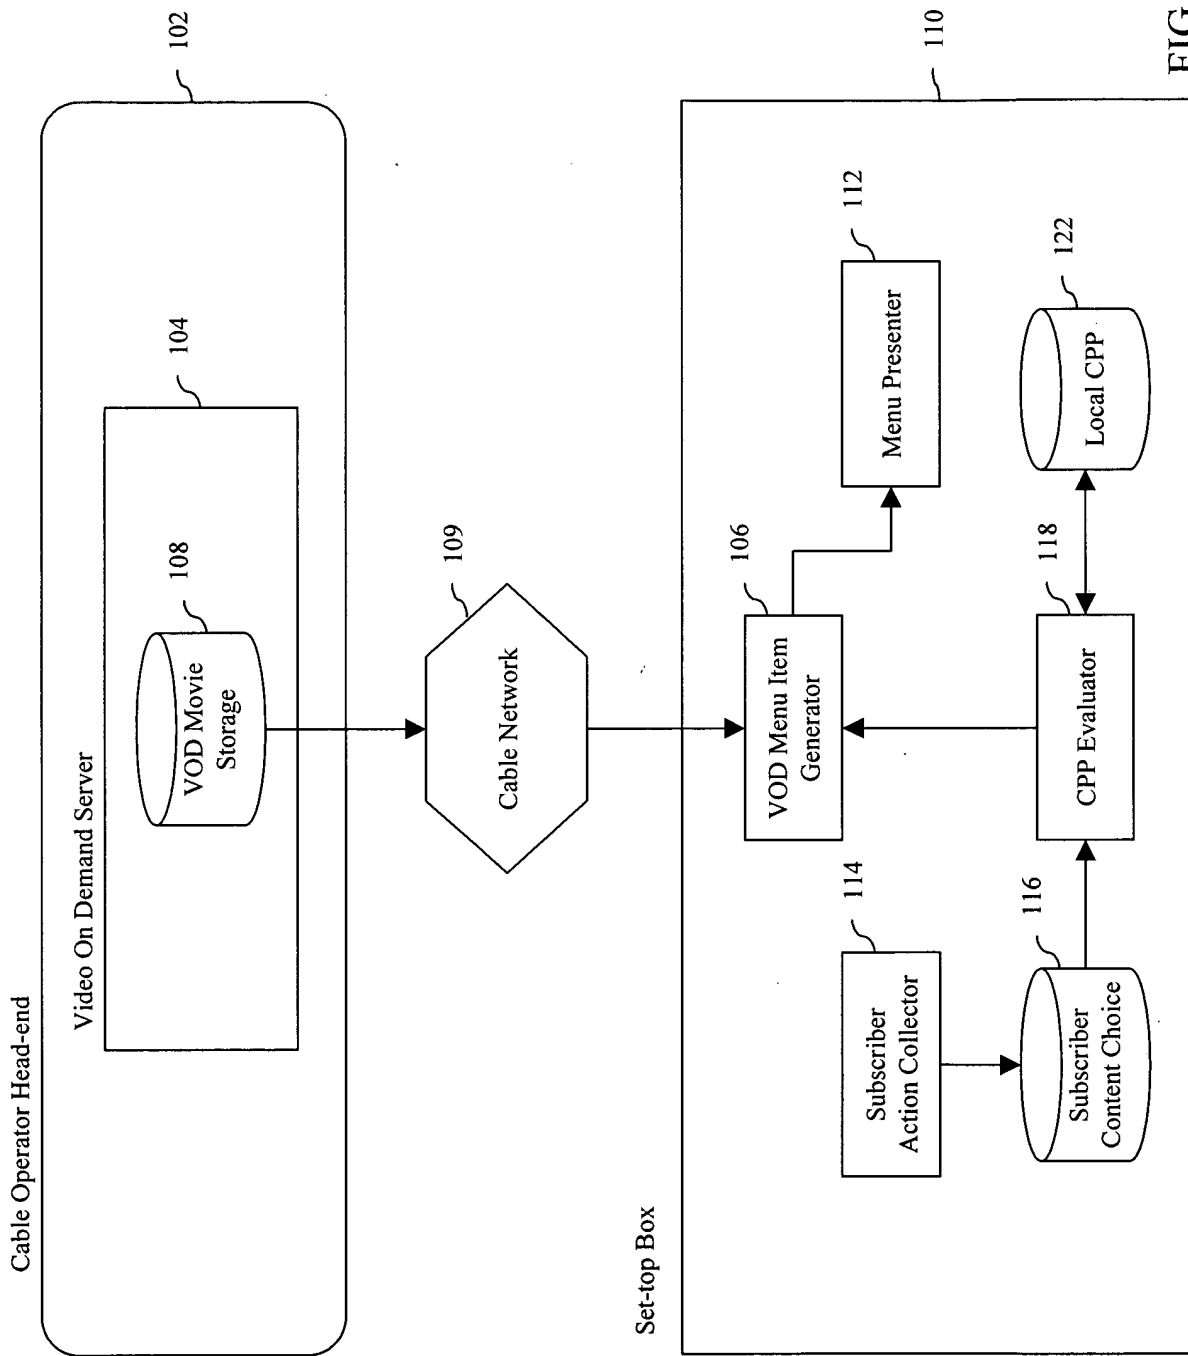 Cable Operator Head-end
102
Video On Demand Server
104
VOD Movie
Storage
108
Cable Network
109
Set-top Box
110
VOD Menu Item
Generator
106
Menu Presenter
112
Subscriber
Action Collector
114
Subscriber
Content Choice
116
CPP Evaluator
118
Local CPP
122
FIG